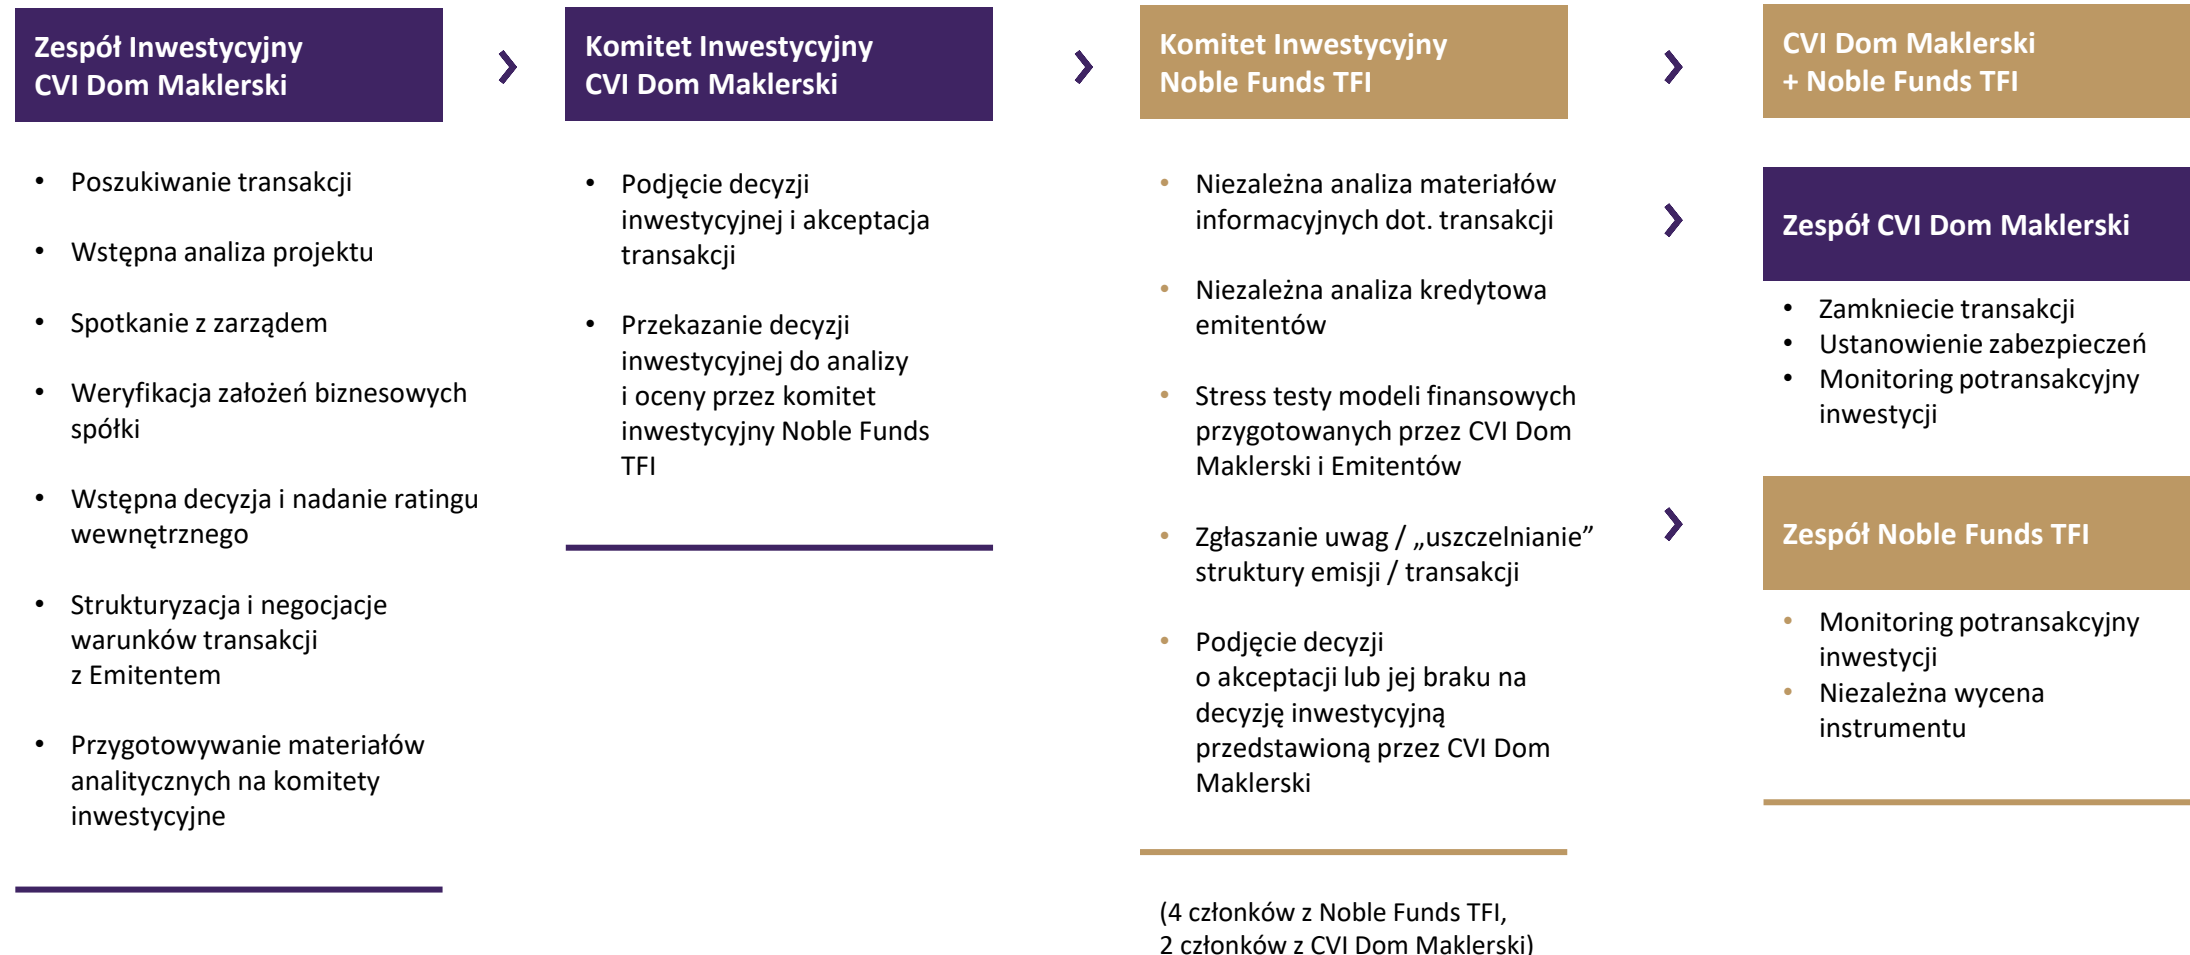 Zespół Inwestycyjny
CVI Dom Maklerski
• Poszukiwanie transakcji
• Wstępna analiza projektu
• Spotkanie z zarządem
• Weryfikacja założeń biznesowych
spółki
• Wstępna decyzja i nadanie ratingu
wewnętrznego
• Strukturyzacja i negocjacje
warunków transakcji
z Emitentem
• Przygotowywanie materiałów
analitycznych na komitety
inwestycyjne
Komitet Inwestycyjny
CVI Dom Maklerski
• Podjęcie decyzji
inwestycyjnej i akceptacja
transakcji
• Przekazanie decyzji
inwestycyjnej do analizy
i oceny przez komitet
inwestycyjny Noble Funds
TFI
Komitet Inwestycyjny
Noble Funds TFI
• Niezależna analiza materiałów
informacyjnych dot. transakcji
• Niezależna analiza kredytowa
emitentów
• Stress testy modeli finansowych
przygotowanych przez CVI Dom
Maklerski i Emitentów
• Zgłaszanie uwag / „uszczelnianie”
struktury emisji / transakcji
• Podjęcie decyzji
o akceptacji lub jej braku na
decyzję inwestycyjną
przedstawioną przez CVI Dom
Maklerski
(4 członków z Noble Funds TFI,
2 członków z CVI Dom Maklerski)
CVI Dom Maklerski
+ Noble Funds TFI
Zespół CVI Dom Maklerski
• Zamkniecie transakcji
• Ustanowienie zabezpieczeń
• Monitoring potransakcyjny
inwestycji
Zespół Noble Funds TFI
• Monitoring potransakcyjny
inwestycji
• Niezależna wycena
instrumentu